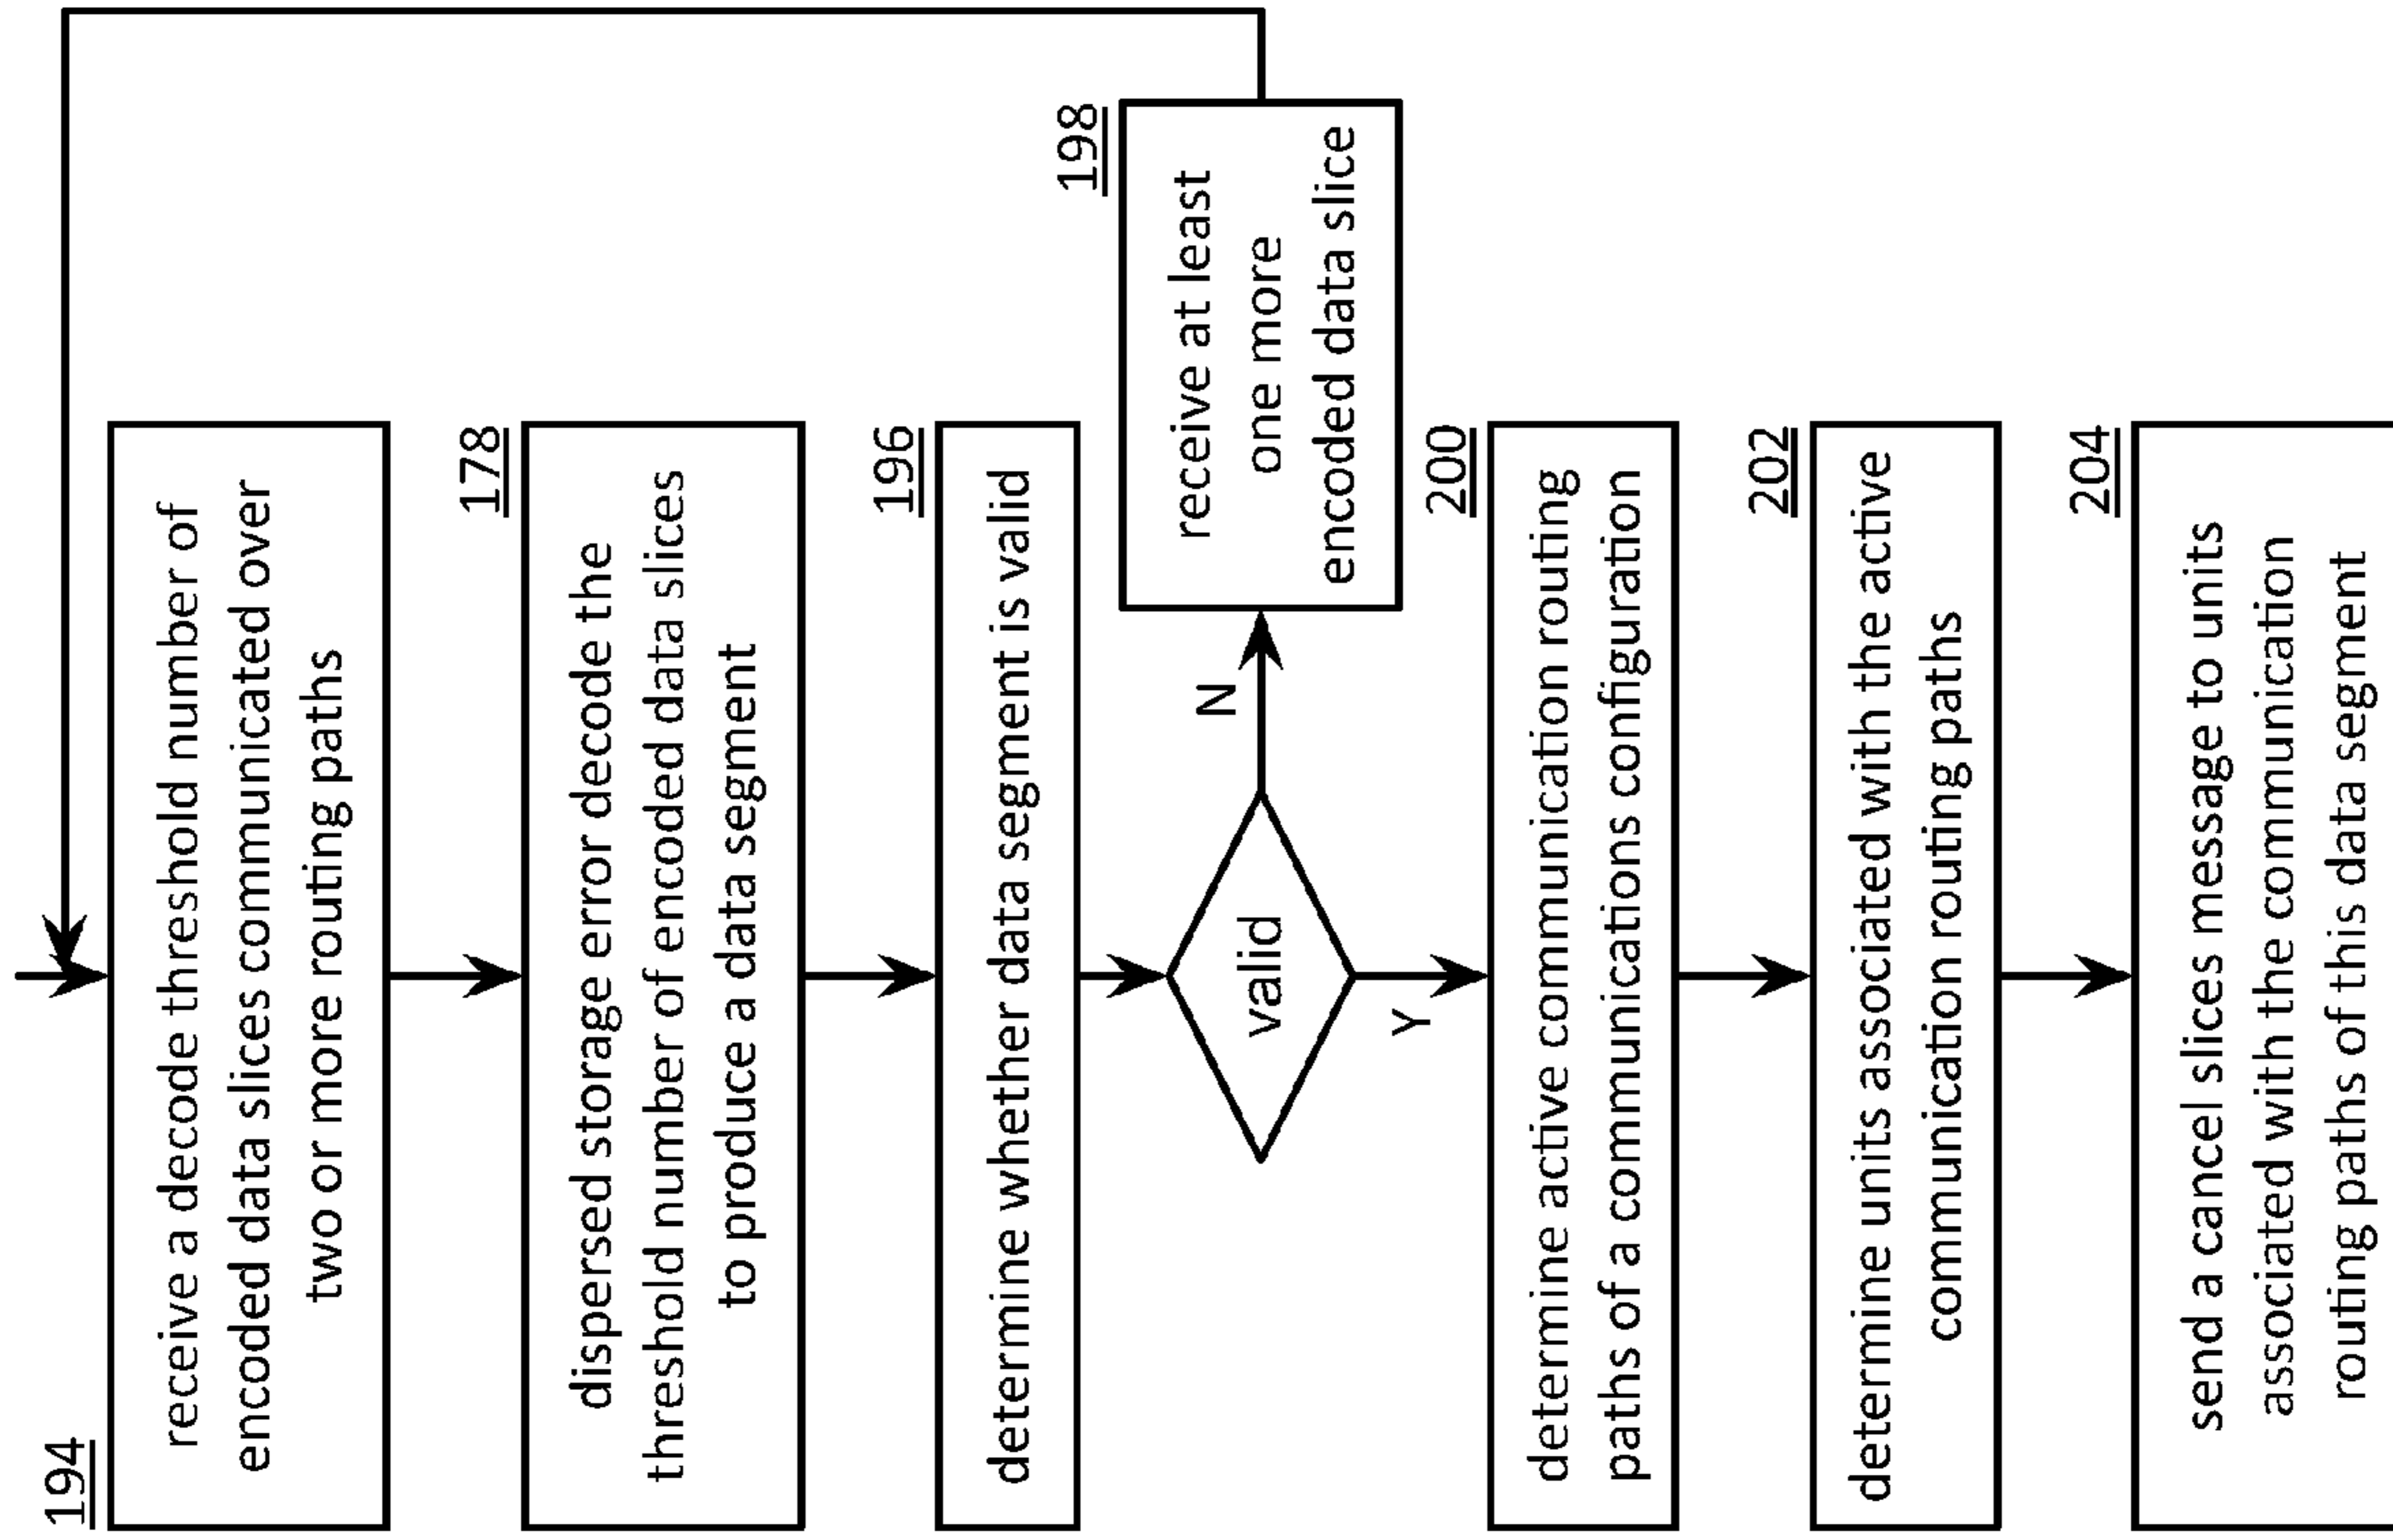 194
receive a decode threshold number of
encoded data slices communicated over
two or more routing paths
178
dispersed storage error decode the
threshold number of encoded data slices
to produce a data segment
196
determine whether data segment is valid
valid
N
198
receive at least
one more
encoded data slice
Y
200
determine active communication routing
paths of a communications configuration
202
determine units associated with the active
communication routing paths
204
send a cancel slices message to units
associated with the communication
routing paths of this data segment